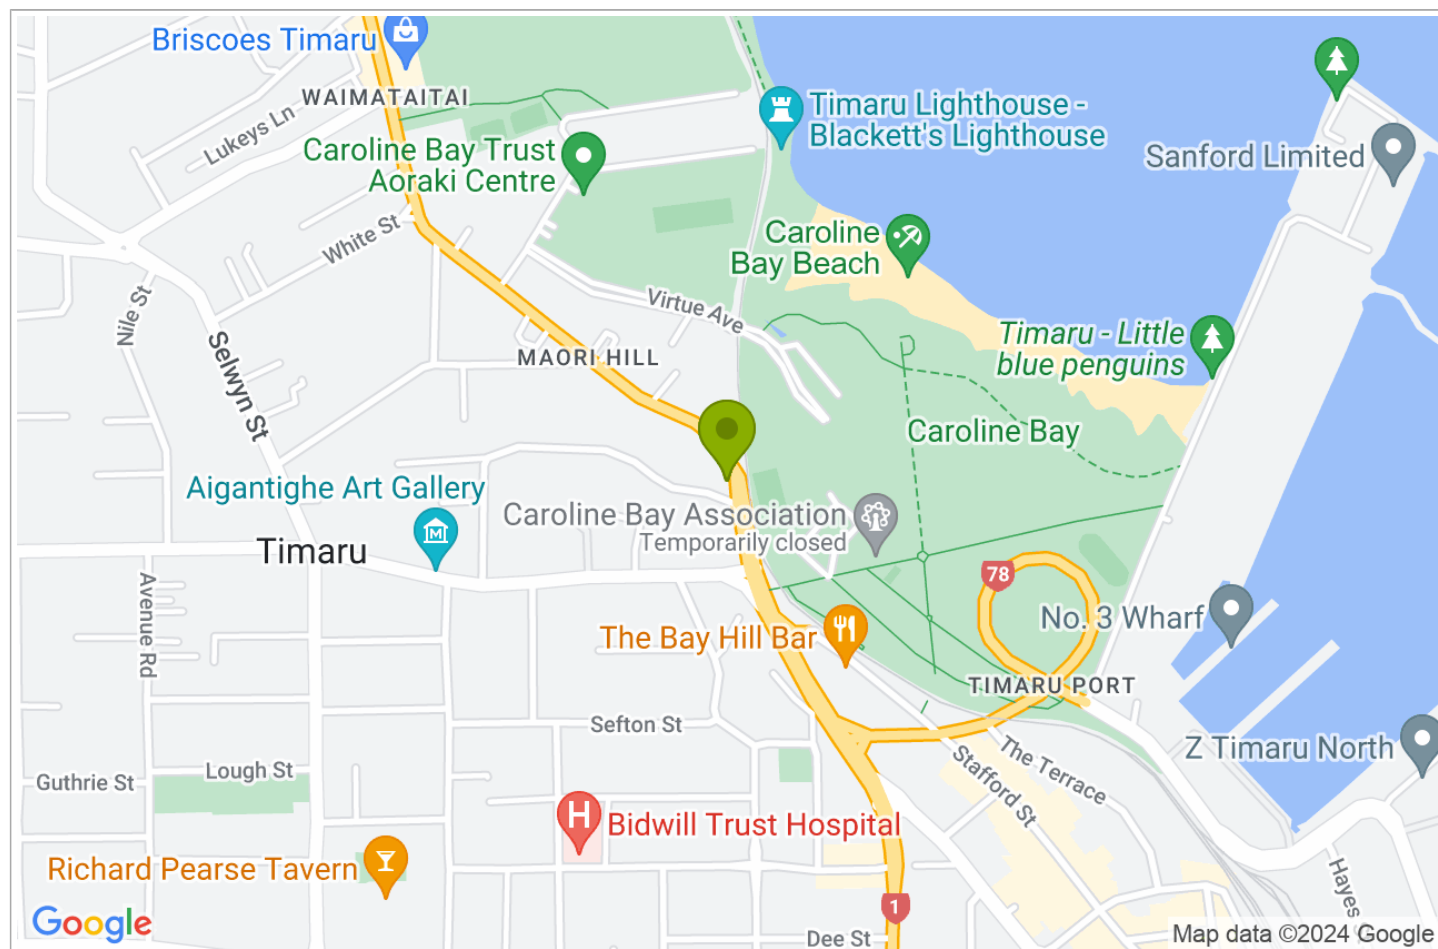 Briscoes Timaru
WAIMATAITAI
Lukeys Ln
Timaru Lighthouse -
Blackett's Lighthouse
Caroline Bay Trust
Aoraki Centre
Sanford Limited
White St
Caroline
Bay Beach
Nile St
Virtue Ave
Selwyn St
MAORI HILL
Timaru - Little
blue penguins
Caroline Bay
Aigantighe Art Gallery
Caroline Bay Association
Temporarily closed
Timaru
78
Avenue Rd
No. 3 Wharf
The Bay Hill Bar
TIMARU PORT
Sefton St
Z Timaru North
The Terrace
Stafford St
Lough St
Guthrie St
H
Bidwill Trust Hospital
Richard Pearse Tavern
Hayes
1
Google
Dee St
Map data ©2024 Google